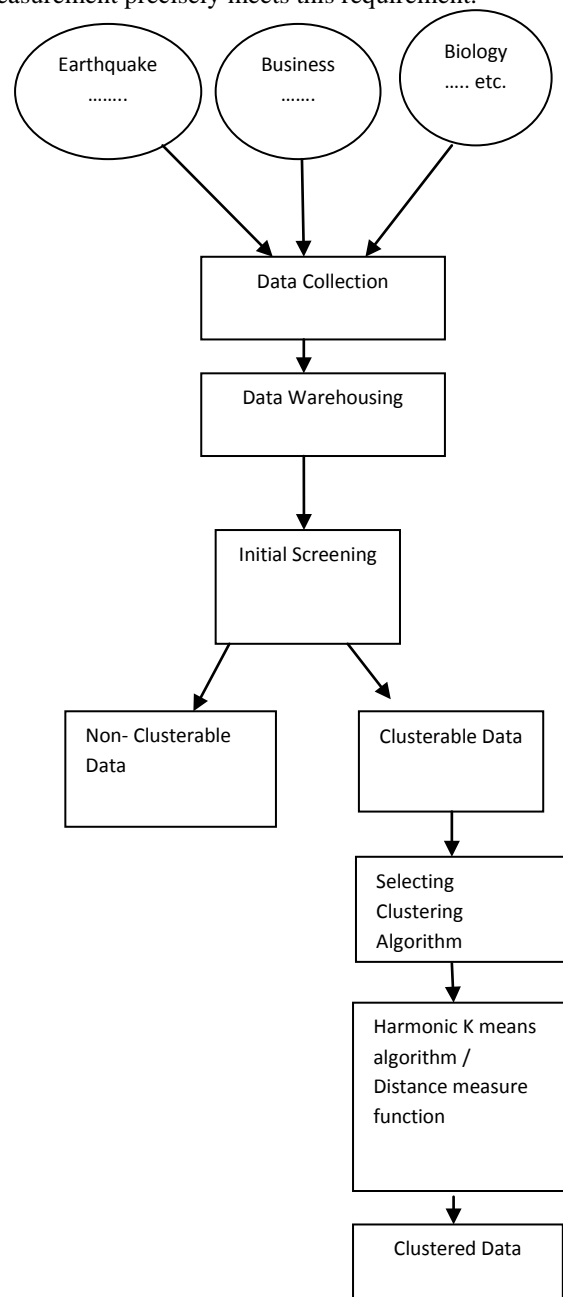 easurement precisely meets this requirement.
Earthquake
……..
Business
…….
Biology
….. etc.
Data Collection
Data Warehousing
Initial Screening
Non- Clusterable
Data
Clusterable Data
Selecting
Clustering
Algorithm
Harmonic K means
algorithm /
Distance measure
function
Clustered Data